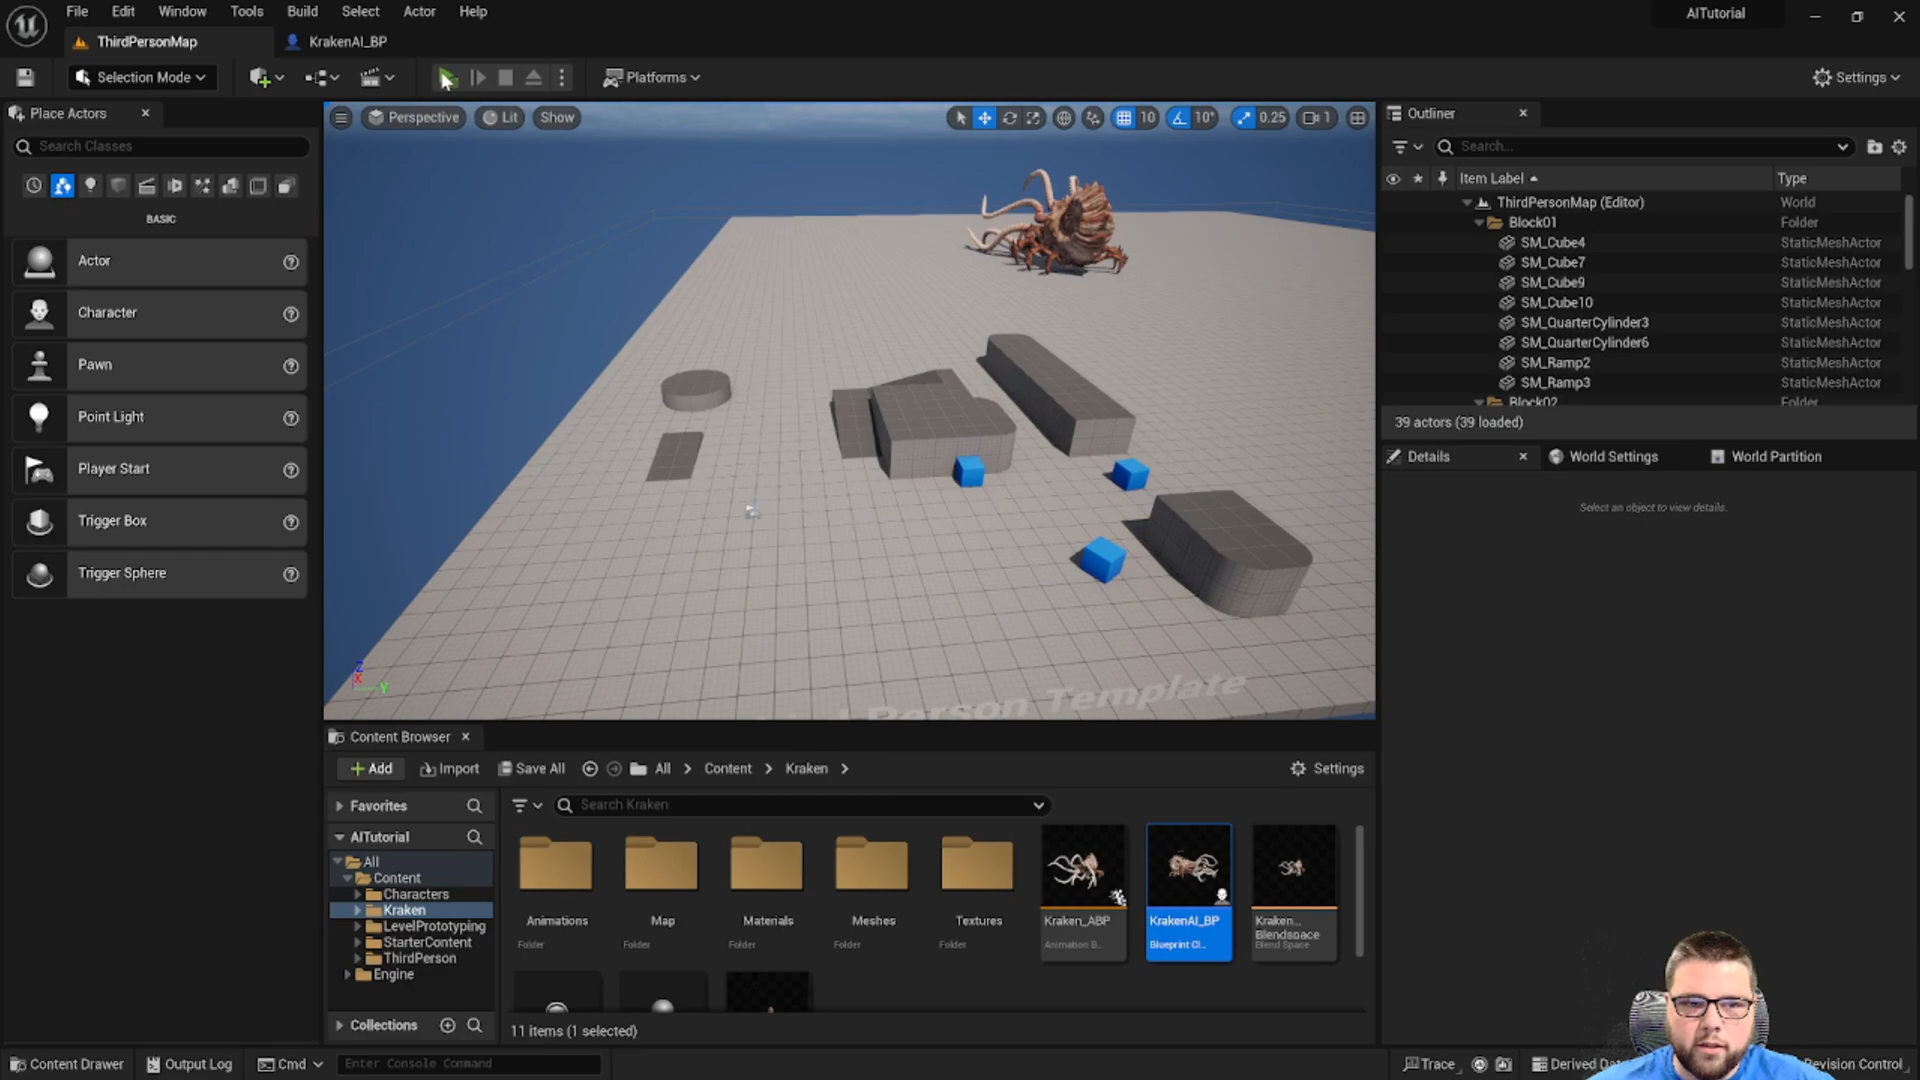 File Edit Window Tools Build Select Actor Help
AITutorial
ThirdPersonMap
KrakenAI_BP
Selection Mode
Platforms
Settings
Place Actors
Search Classes
BASIC
Actor
Character
Pawn
Point Light
Player Start
Trigger Box
Trigger Sphere
Perspective
Lit
Show
10
10°
0.25
1
Person Template
Z
X
Y
Outliner
Search...
Item Label
Type
ThirdPersonMap (Editor) World
Block01 Folder
SM_Cube4 StaticMeshActor
SM_Cube7 StaticMeshActor
SM_Cube9 StaticMeshActor
SM_Cube10 StaticMeshActor
SM_QuarterCylinder3 StaticMeshActor
SM_QuarterCylinder6 StaticMeshActor
SM_Ramp2 StaticMeshActor
SM_Ramp3 StaticMeshActor
Block02 Folder
39 actors (39 loaded)
Details
World Settings
World Partition
Select an object to view details.
Content Browser
Add
Import
Save All
All
Content
Kraken
Settings
Favorites
AITutorial
All
Content
Characters
Kraken
LevelPrototyping
StarterContent
ThirdPerson
Engine
Collections
Search Kraken
Animations
Folder
Map
Folder
Materials
Folder
Meshes
Folder
Textures
Folder
Kraken_ABP
Animation B...
KrakenAI_BP
Blueprint Cl...
Kraken...
Blendspace
Blend Space
11 items (1 selected)
Content Drawer
Output Log
Cmd
Enter Console Command
Trace
Derived Dat
Revision Control